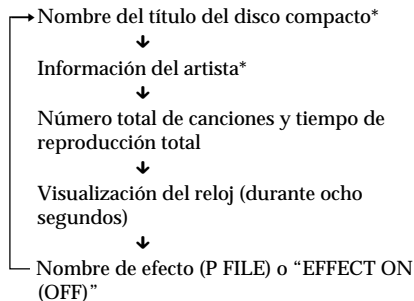 Nombre del título del disco compacto*
Información del artista*
Número total de canciones y tiempo de
reproducción total
Visualización del reloj (durante ocho
segundos)
Nombre de efecto (P FILE) o “EFFECT ON
(OFF)”